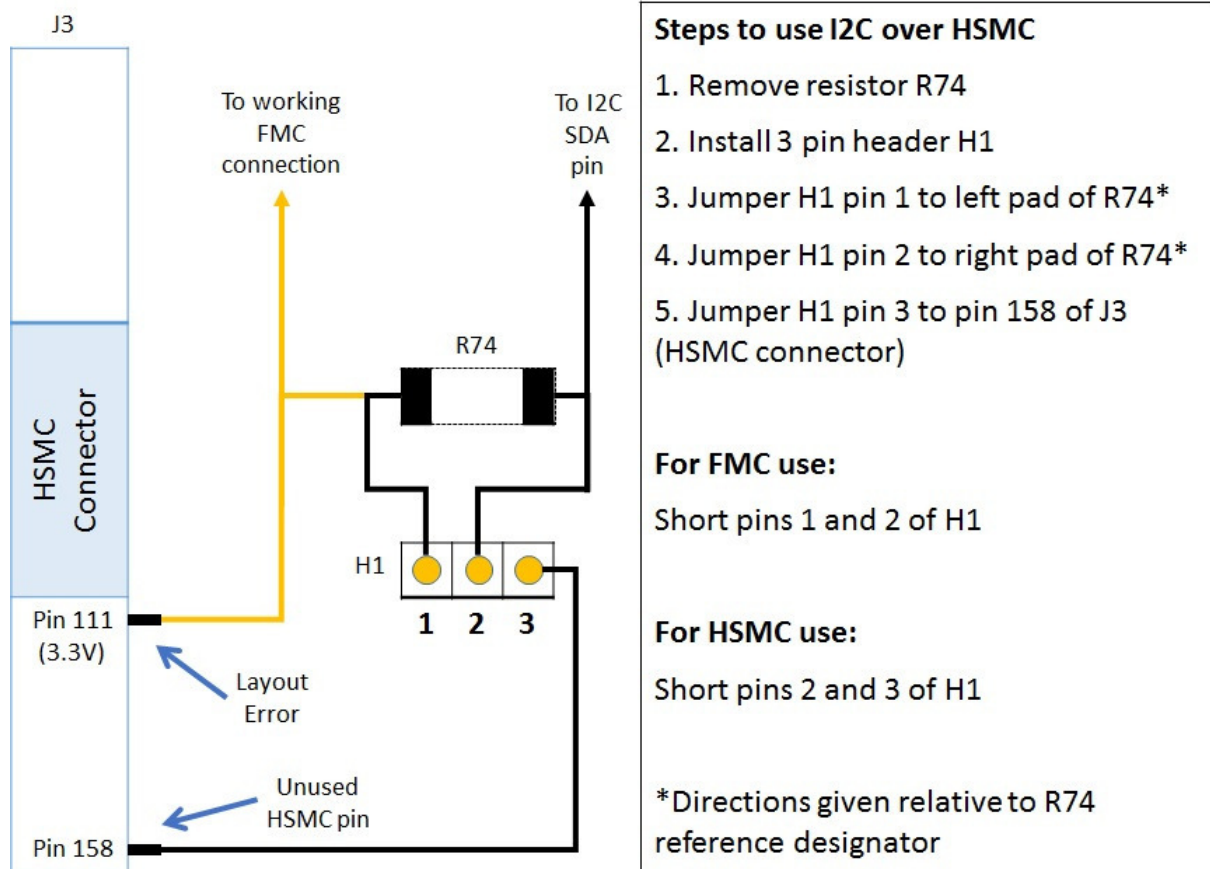 J3
To working
FMC
connection
To I2C
SDA
pin
R74
HSMC
Connector
H1
1 2 3
Pin 111
(3.3V)
Layout
Error
Unused
HSMC pin
Pin 158
Steps to use I2C over HSMC
1. Remove resistor R74
2. Install 3 pin header H1
3. Jumper H1 pin 1 to left pad of R74*
4. Jumper H1 pin 2 to right pad of R74*
5. Jumper H1 pin 3 to pin 158 of J3
(HSMC connector)
For FMC use:
Short pins 1 and 2 of H1
For HSMC use:
Short pins 2 and 3 of H1
*Directions given relative to R74
reference designator